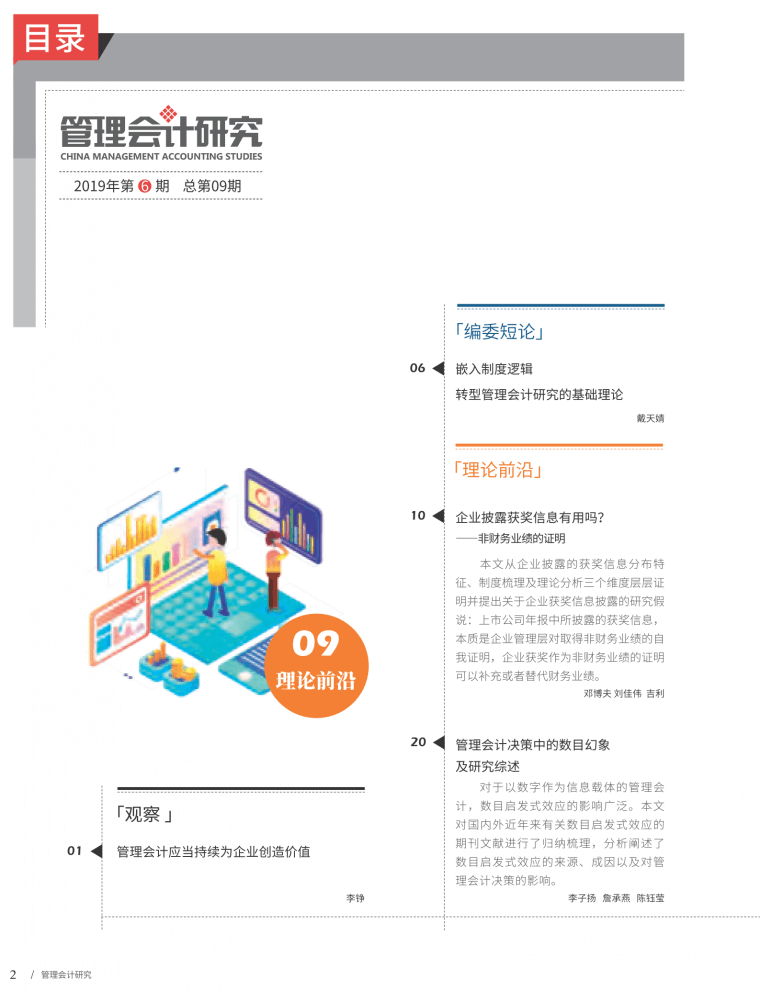 目录
管理会计研究
CHINA MANAGEMENT ACCOUNTING STUDIES
2019年第 6 期 总第09期
09
理论前沿
「观察 」
01
管理会计应当持续为企业创造价值
李铮
「编委短论」
06
嵌入制度逻辑
转型管理会计研究的基础理论
戴天婧
「理论前沿」
10
企业披露获奖信息有用吗？
——非财务业绩的证明
本文从企业披露的获奖信息分布特
征、制度梳理及理论分析三个维度层层证
明并提出关于企业获奖信息披露的研究假
说：上市公司年报中所披露的获奖信息，
本质是企业管理层对取得非财务业绩的自
我证明，企业获奖作为非财务业绩的证明
可以补充或者替代财务业绩。
邓博夫 刘佳伟 吉利
20
管理会计决策中的数目幻象
及研究综述
对于以数字作为信息载体的管理会
计，数目启发式效应的影响广泛。本文
对国内外近年来有关数目启发式效应的
期刊文献进行了归纳梳理，分析阐述了
数目启发式效应的来源、成因以及对管
理会计决策的影响。
李子扬 詹承燕 陈钰莹
2 / 管理会计研究